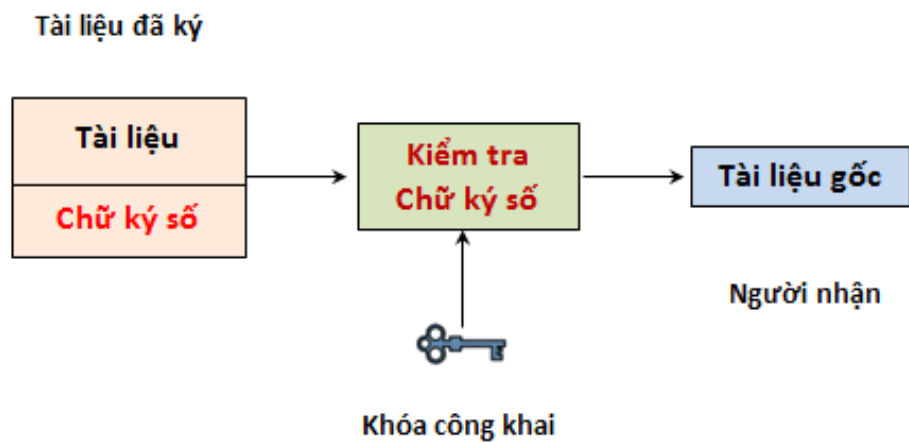 Tài liệu đã ký
Tài liệu
Chữ ký số
Kiểm tra
Chữ ký số
Tài liệu gốc
Người nhận
Khóa công khai